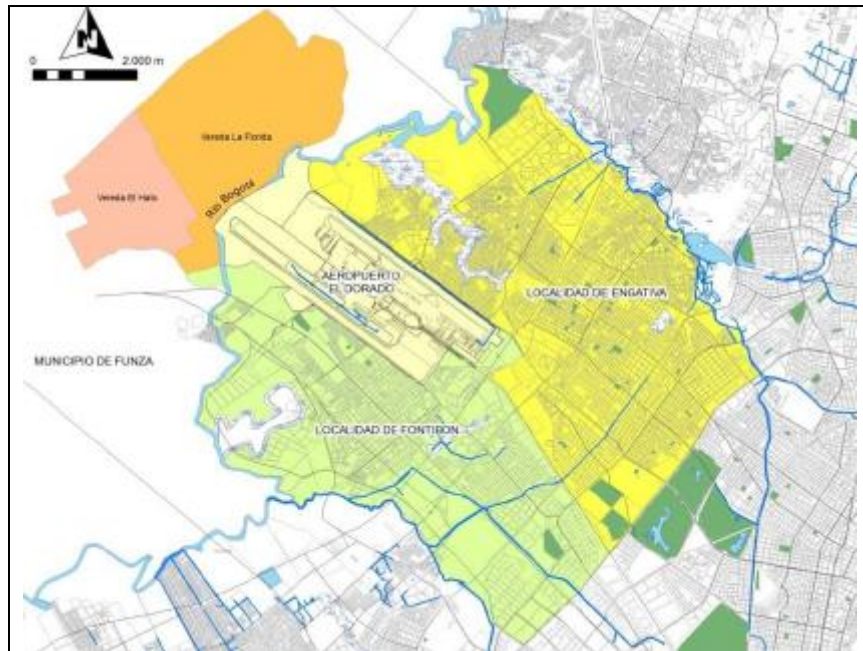 N
0 2.000 m
Vereda La Florida
Vereda El Hato
Río Bogotá
AEROPUERTO
EL DORADO
LOCALIDAD DE ENGATIVA
MUNICIPIO DE FUNZA
LOCALIDAD DE FONTIBON